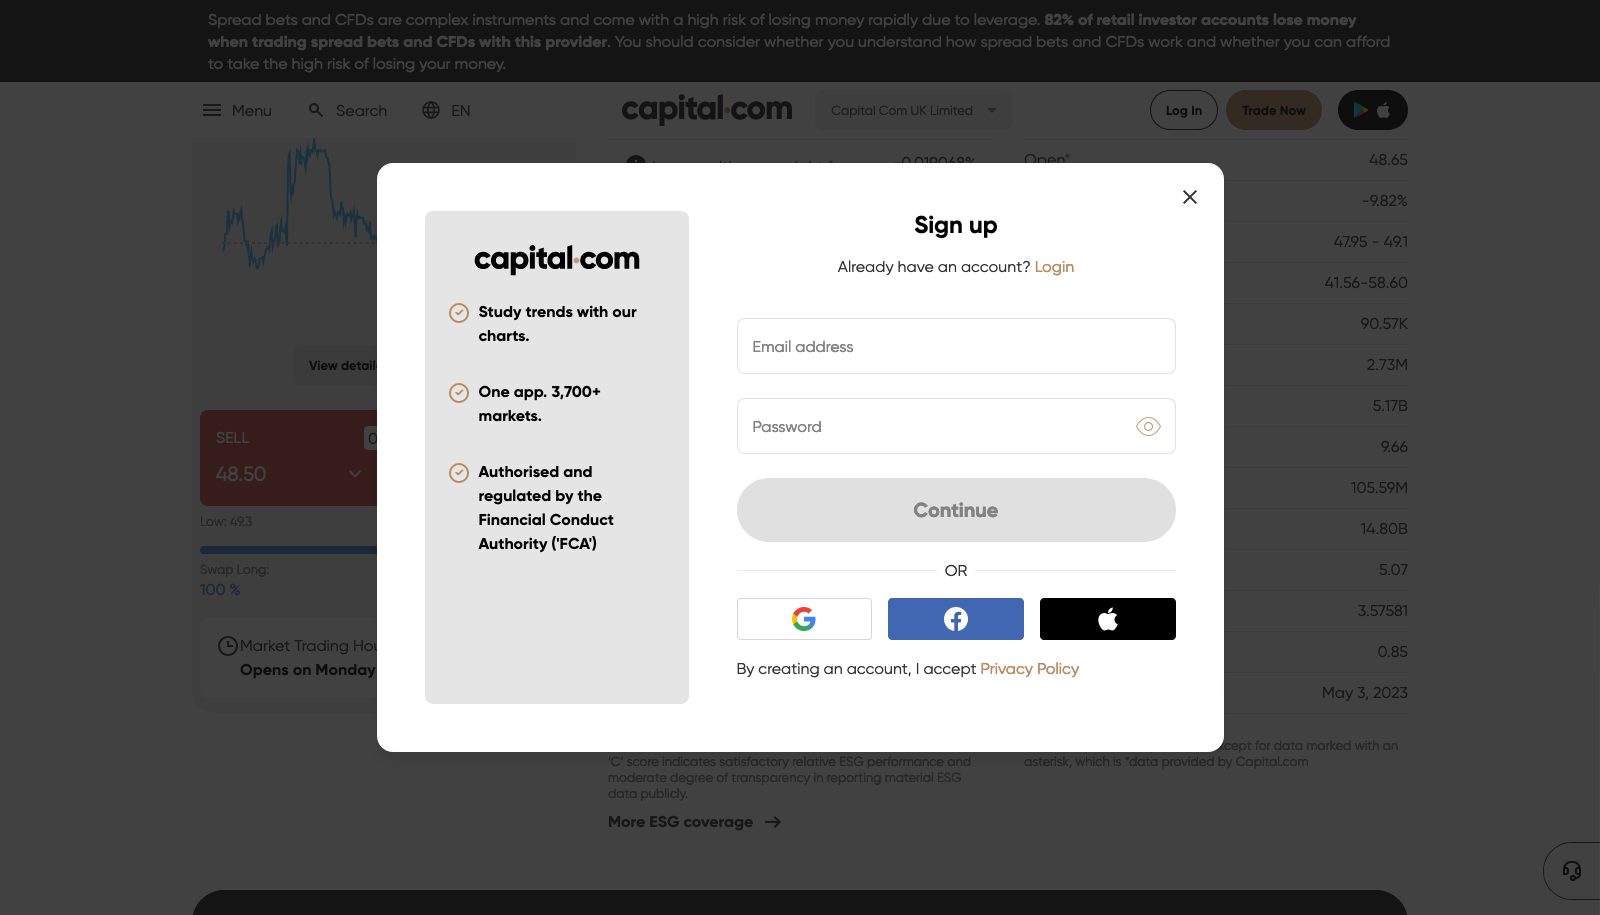 Spread bets and CFDs are complex instruments and come with a high risk of losing money rapidly due to leverage. 82% of retail investor accounts lose money
when trading spread bets and CFDs with this provider. You should consider whether you understand how spread bets and CFDs work and whether you can afford
to take the high risk of losing your money.
Menu
Search
EN
capital.com
Capital Com UK Limited
Log In
Trade Now
Open*
48.65
-9.82%
47.95 - 49.1
41.56-58.60
90.57K
2.73M
5.17B
9.66
105.59M
14.80B
5.07
3.57581
0.85
May 3, 2023
View detail
SELL
48.50
Low: 49.3
Swap Long:
100 %
Market Trading Hou
Opens on Monday
capital.com
Study trends with our
charts.
One app. 3,700+
markets.
Authorised and
regulated by the
Financial Conduct
Authority ('FCA')
Sign up
Already have an account? Login
Email address
Password
Continue
OR
By creating an account, I accept Privacy Policy
'C' score indicates satisfactory relative ESG performance and
moderate degree of transparency in reporting material ESG
data publicly.
More ESG coverage
cept for data marked with an
asterisk, which is *data provided by Capital.com